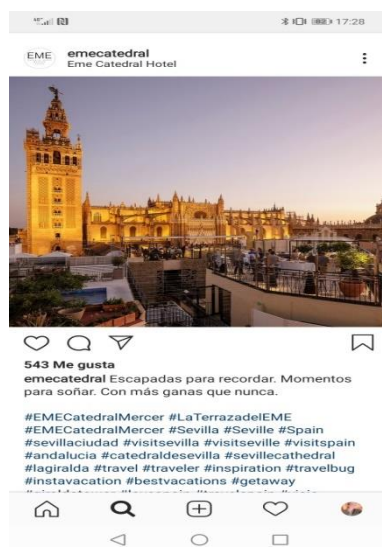 17:28
EME
emecatedral
Eme Catedral Hotel
543 Me gusta
emecatedral Escapadas para recordar. Momentos
para soñar. Con más ganas que nunca.
#EMECatedralMercer #LaTerrazadelEME
#EMECatedralMercer #Sevilla #Seville #Spain
#sevillaciudad #visitsevilla #visitseville #visitspain
#andalucia #catedraldesevilla #sevillecathedral
#lagiralda #travel #traveler #inspiration #travelbug
#instavacation #bestvacations #getaway